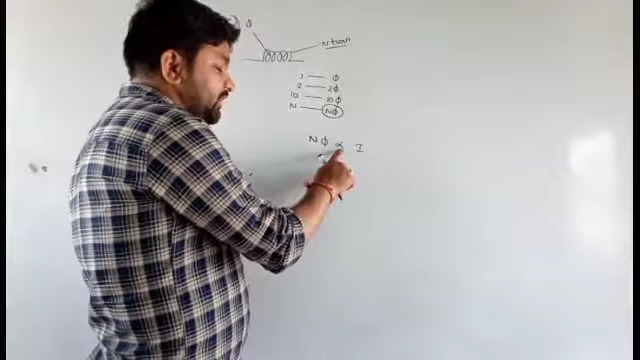 φ
N turn
1 — φ
2 — 2φ
10 — 10φ
N — Nφ
Nφ ∝ I